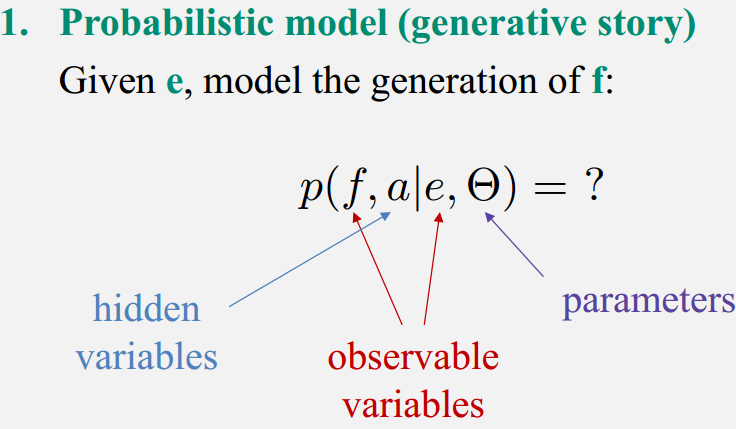 1. Probabilistic model (generative story)
Given e, model the generation of f:
p(f, a|e, Θ) = ?
hidden
variables
observable
variables
parameters